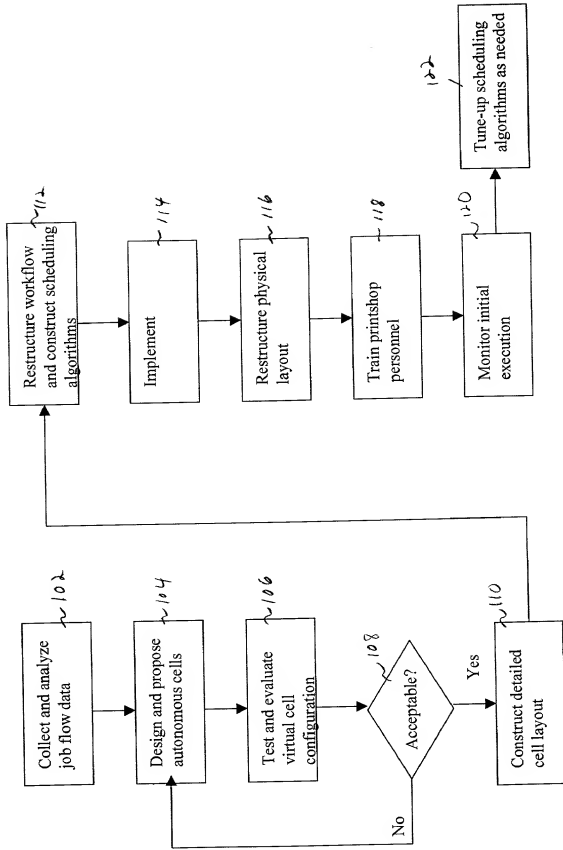 102
Collect and analyze
job flow data
104
Design and propose
autonomous cells
106
Test and evaluate
virtual cell
configuration
108
Acceptable?
No
Yes
110
Construct detailed
cell layout
112
Restructure workflow
and construct scheduling
algorithms
114
Implement
116
Restructure physical
layout
118
Train printshop
personnel
120
Monitor initial
execution
122
Tune-up scheduling
algorithms as needed